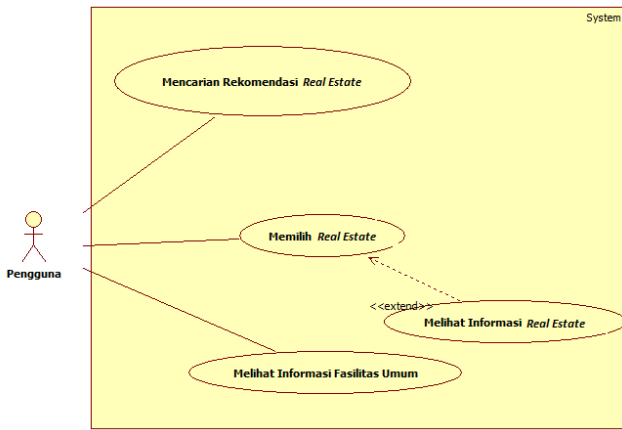 System
Mencarian Rekomendasi Real Estate
Memilih Real Estate
Pengguna
<<extend>>
Melihat Informasi Real Estate
Melihat Informasi Fasilitas Umum